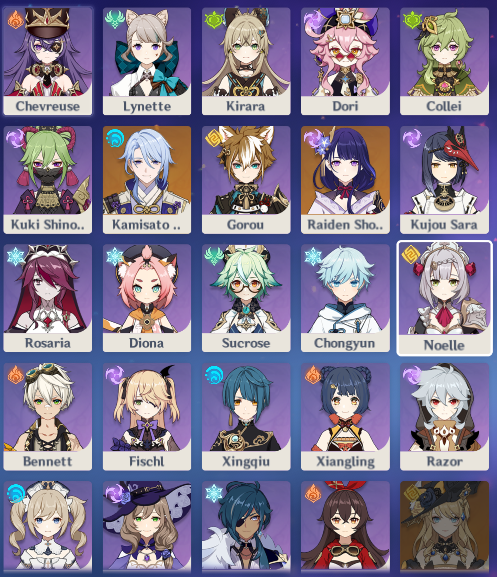 Chevreuse
Lynette
Kirara
Dori
Collei
Kuki Shino..
Kamisato ..
Gorou
Raiden Sho..
Kujou Sara
Rosaria
Diona
Sucrose
Chongyun
Noelle
Bennett
Fischl
Xingqiu
Xiangling
Razor